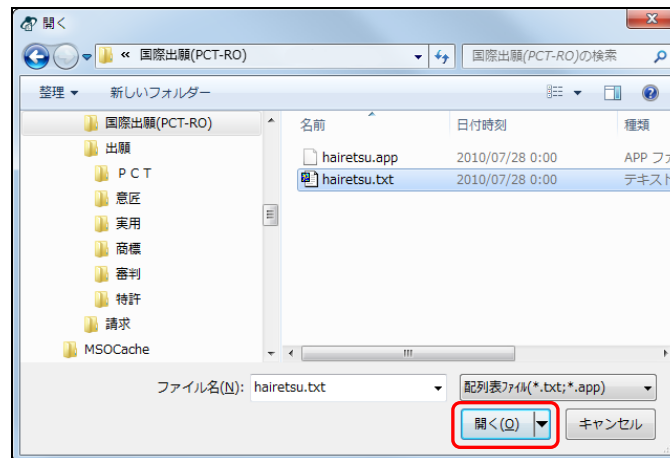 開く
« 国際出願(PCT-RO)
国際出願(PCT-RO)の検索
整理 新しいフォルダー
国際出願(PCT-RO)
出願
ＰＣＴ
意匠
実用
商標
審判
特許
請求
MSOCache
名前 日付時刻 種類
hairetsu.app 2010/07/28 0:00 APP ファ
hairetsu.txt 2010/07/28 0:00 テキスト
ファイル名(N): hairetsu.txt
配列表ﾌｧｲﾙ(*.txt;*.app)
開く(O) キャンセル